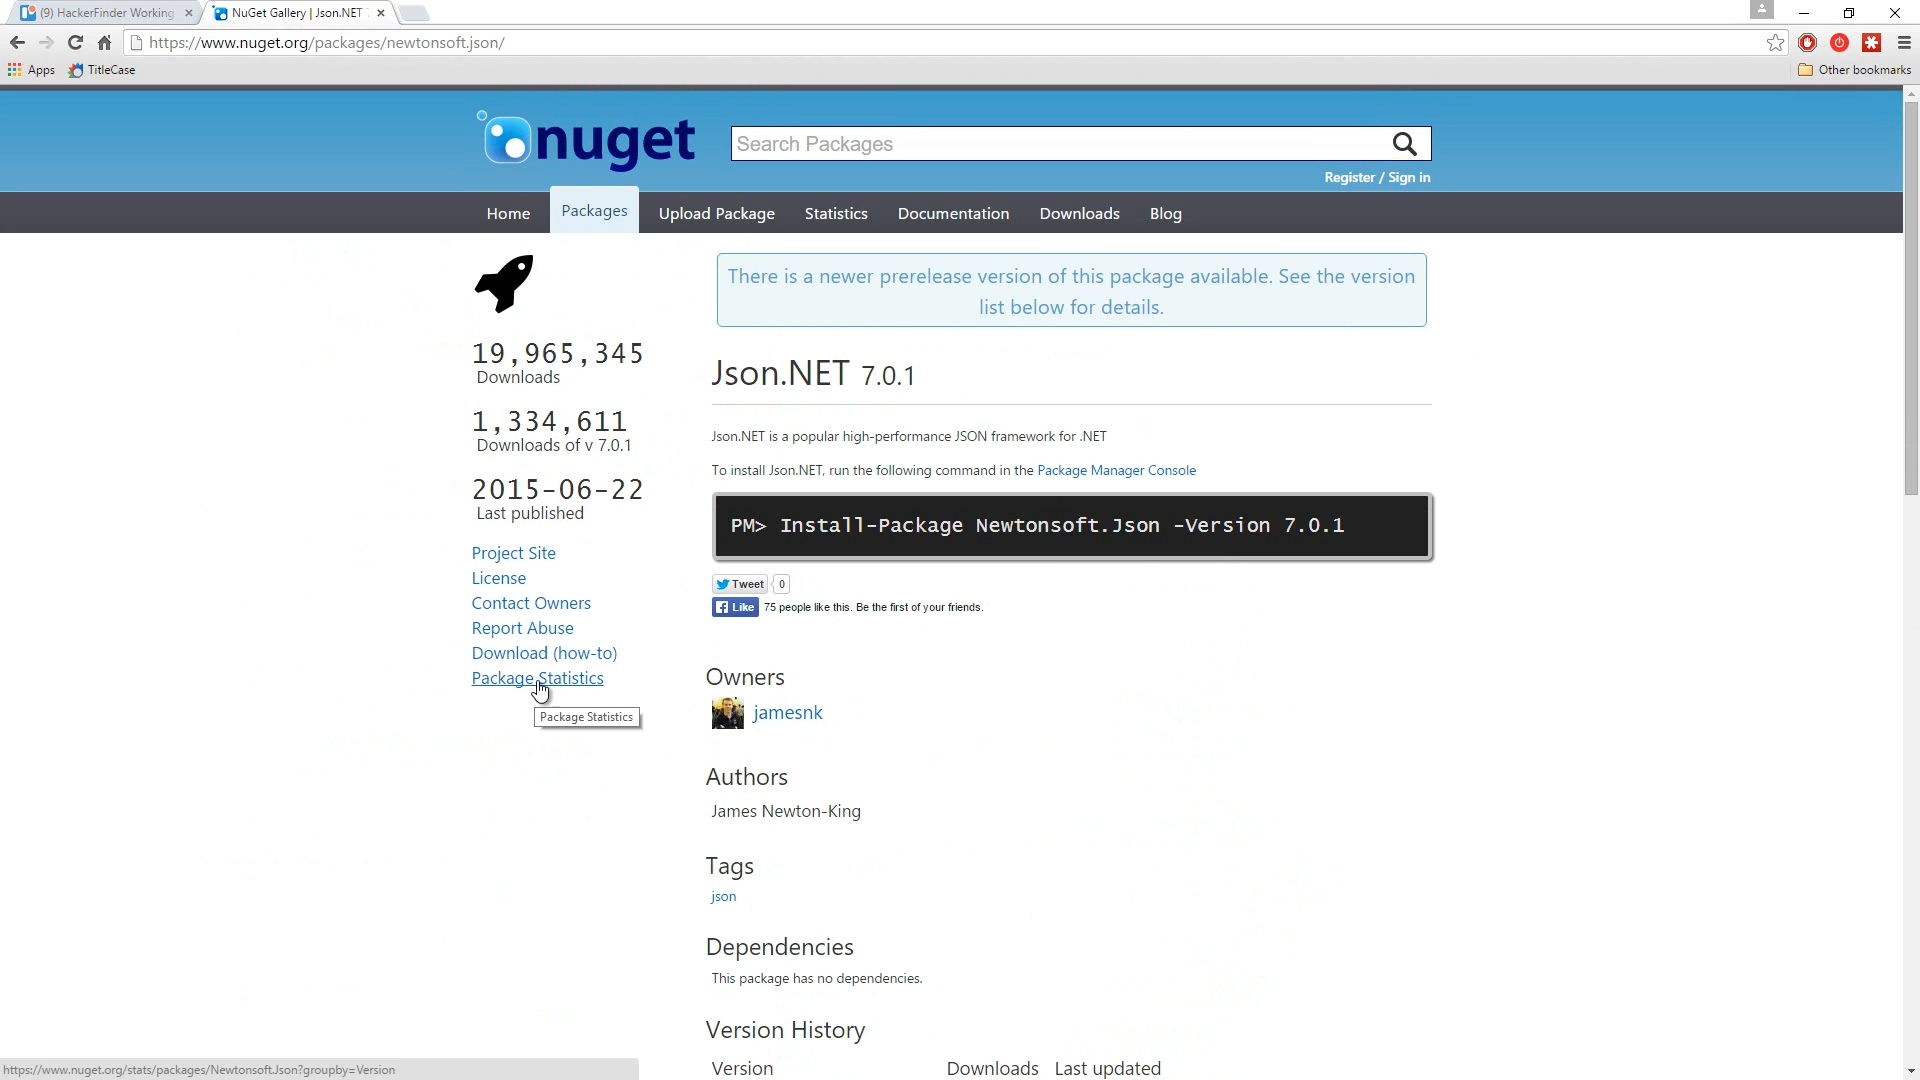 (9) HackerFinder Working
NuGet Gallery | Json.NET
https://www.nuget.org/packages/newtonsoft.json/
Apps
TitleCase
Other bookmarks
nuget
Search Packages
Register / Sign in
Home
Packages
Upload Package
Statistics
Documentation
Downloads
Blog
19,965,345
Downloads
1,334,611
Downloads of v 7.0.1
2015-06-22
Last published
Project Site
License
Contact Owners
Report Abuse
Download (how-to)
Package Statistics
Package Statistics
There is a newer prerelease version of this package available. See the version
list below for details.
Json.NET 7.0.1
Json.NET is a popular high-performance JSON framework for .NET
To install Json.NET, run the following command in the Package Manager Console
PM> Install-Package Newtonsoft.Json -Version 7.0.1
Tweet 0
Like 75 people like this. Be the first of your friends.
Owners
jamesnk
Authors
James Newton-King
Tags
json
Dependencies
This package has no dependencies.
Version History
Version Downloads Last updated
https://www.nuget.org/stats/packages/Newtonsoft.Json?groupby=Version